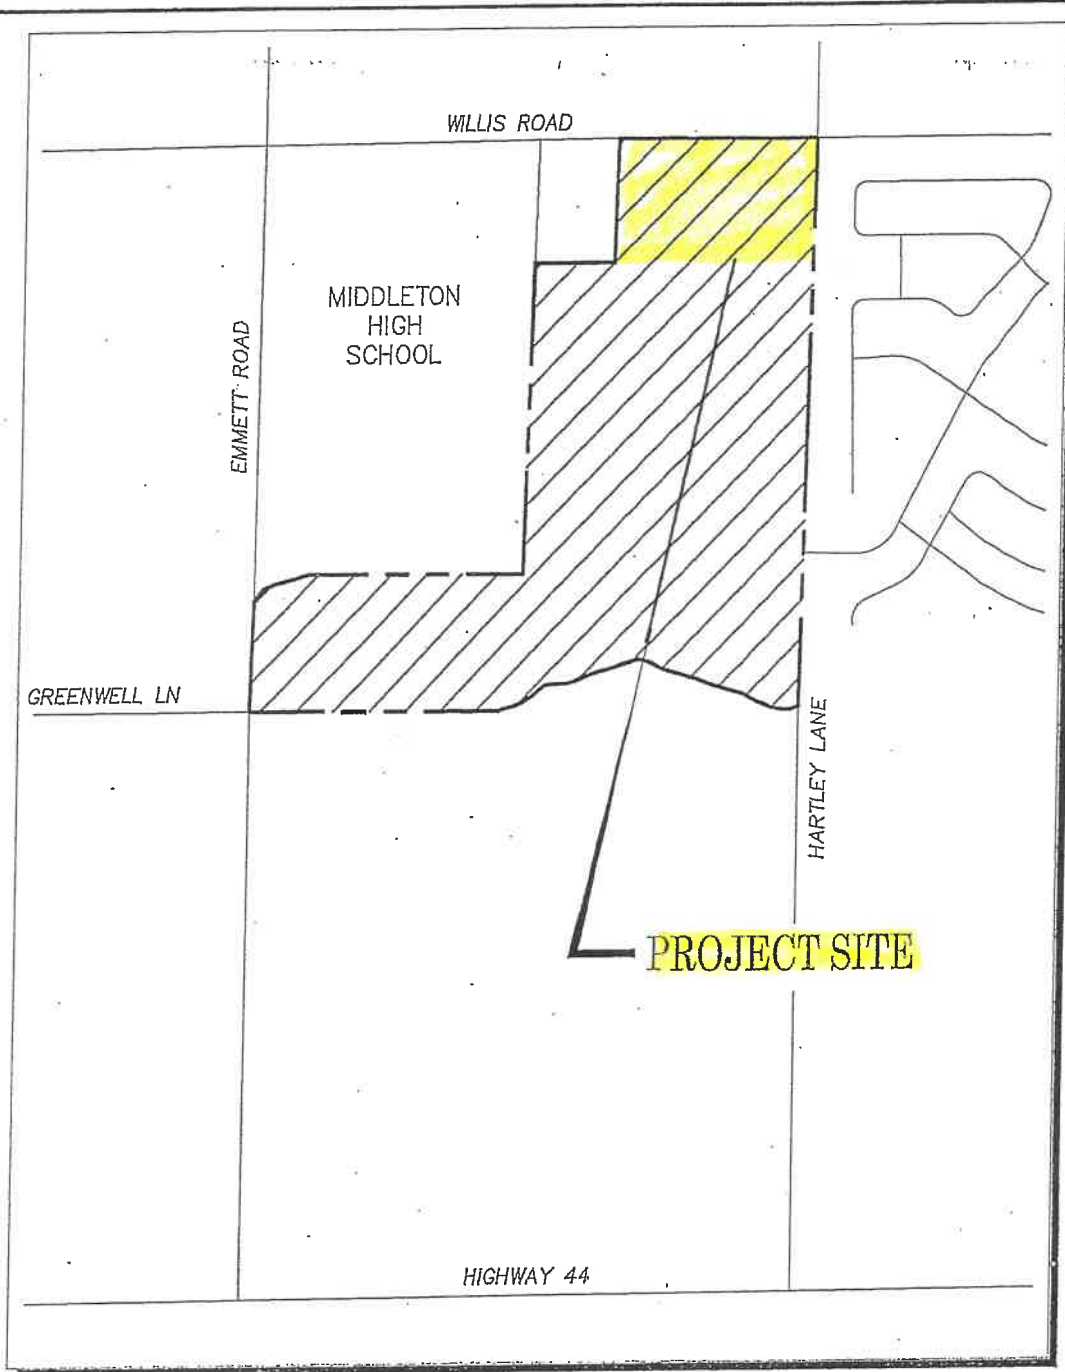 WILLIS ROAD
MIDDLETON
HIGH
SCHOOL
EMMETT ROAD
GREENWELL LN
HARTLEY LANE
PROJECT SITE
HIGHWAY 44